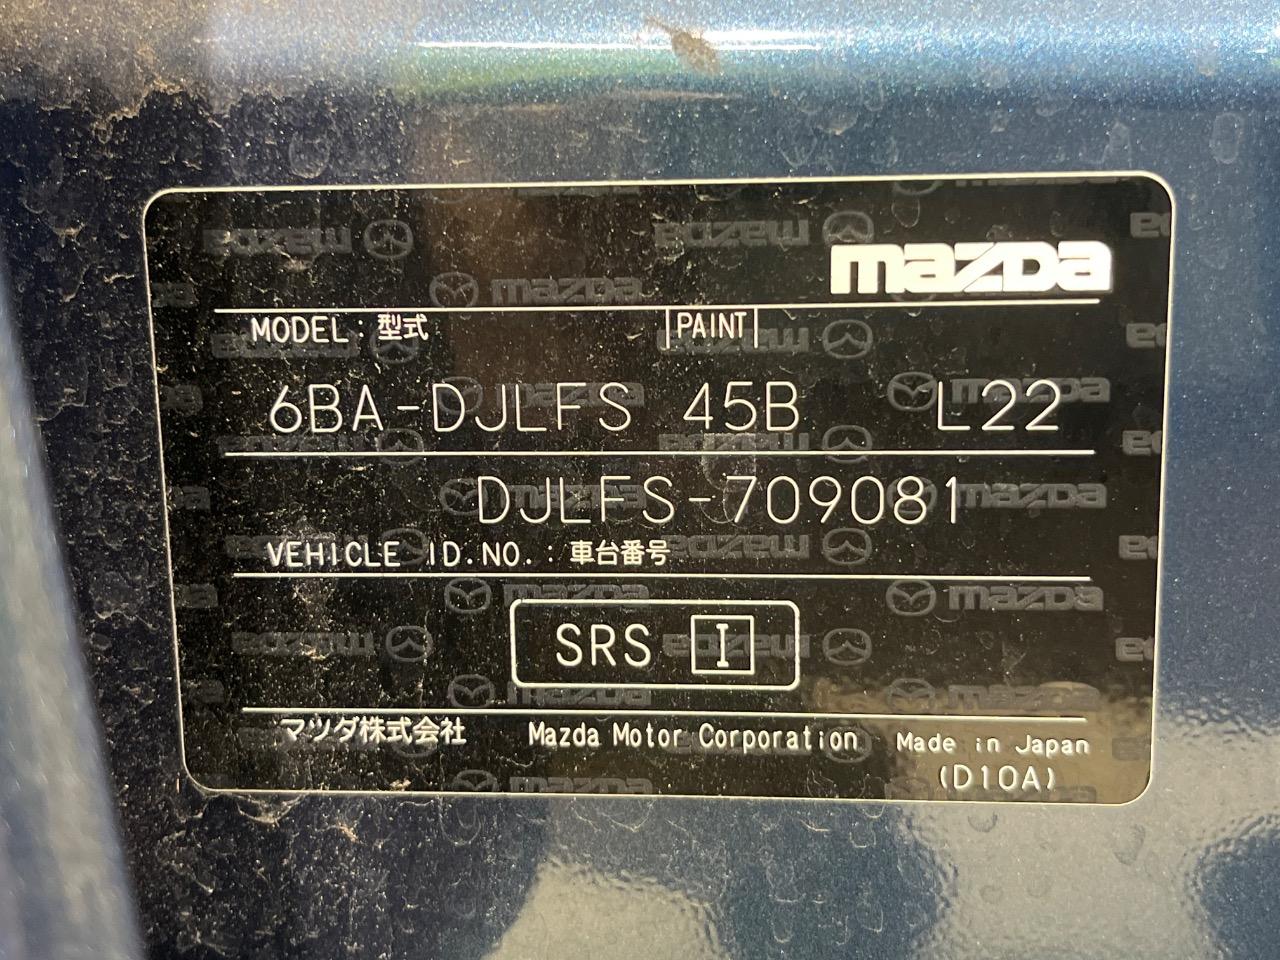 mazda
MODEL : 型式 PAINT
6BA-DJLFS 45B L22
DJLFS-709081
VEHICLE ID.NO. : 車台番号
SRS I
マツダ株式会社 Mazda Motor Corporation Made in Japan
(D10A)